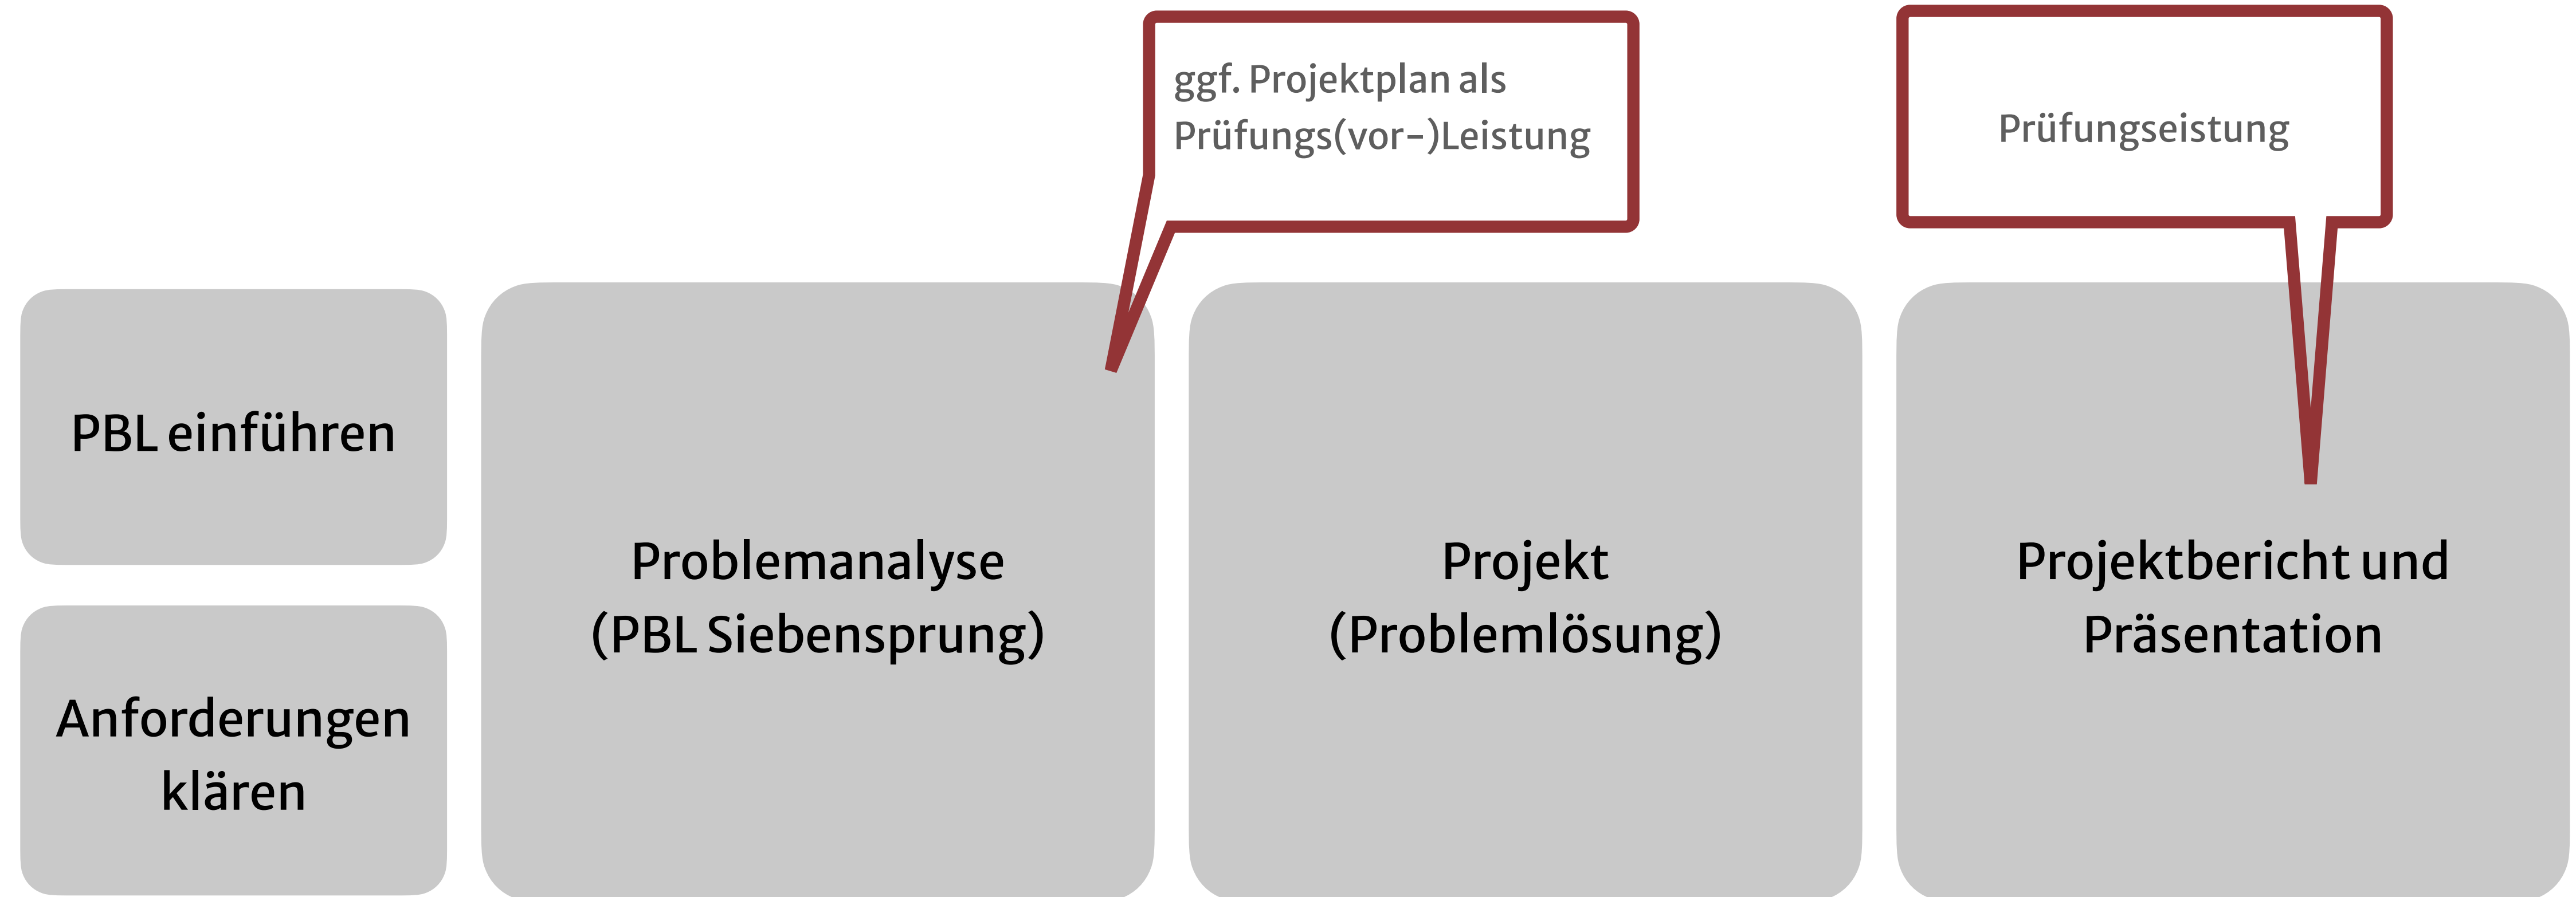 ggf. Projektplan als
Prüfungs(vor-)Leistung
Prüfungseistung
PBL einführen
Anforderungen
klären
Problemanalyse
(PBL Siebensprung)
Projekt
(Problemlösung)
Projektbericht und
Präsentation